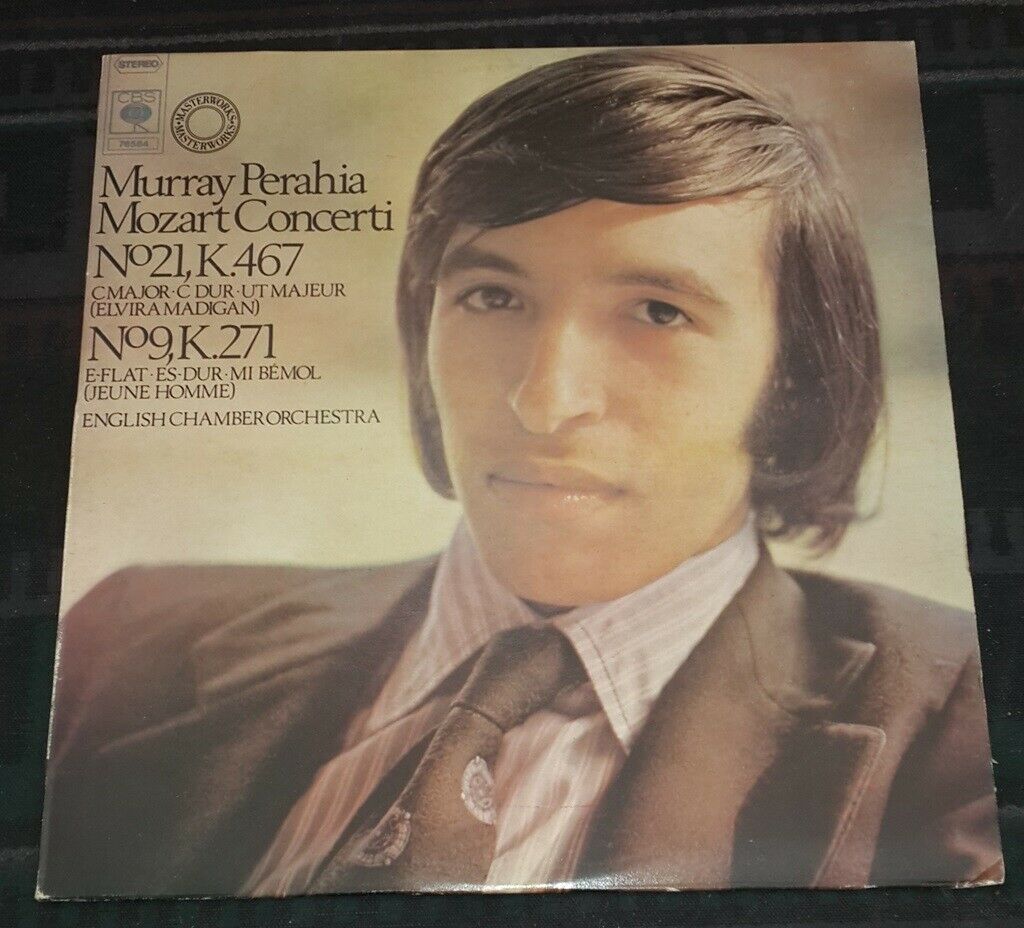 STEREO
CBS
76584
MASTERWORKS · MASTERWORKS ·
Murray Perahia
Mozart Concerti
Nº21, K.467
C MAJOR · C DUR · UT MAJEUR
(ELVIRA MADIGAN)
Nº9, K.271
E-FLAT · ES-DUR · MI BÉMOL
(JEUNE HOMME)
ENGLISH CHAMBER ORCHESTRA